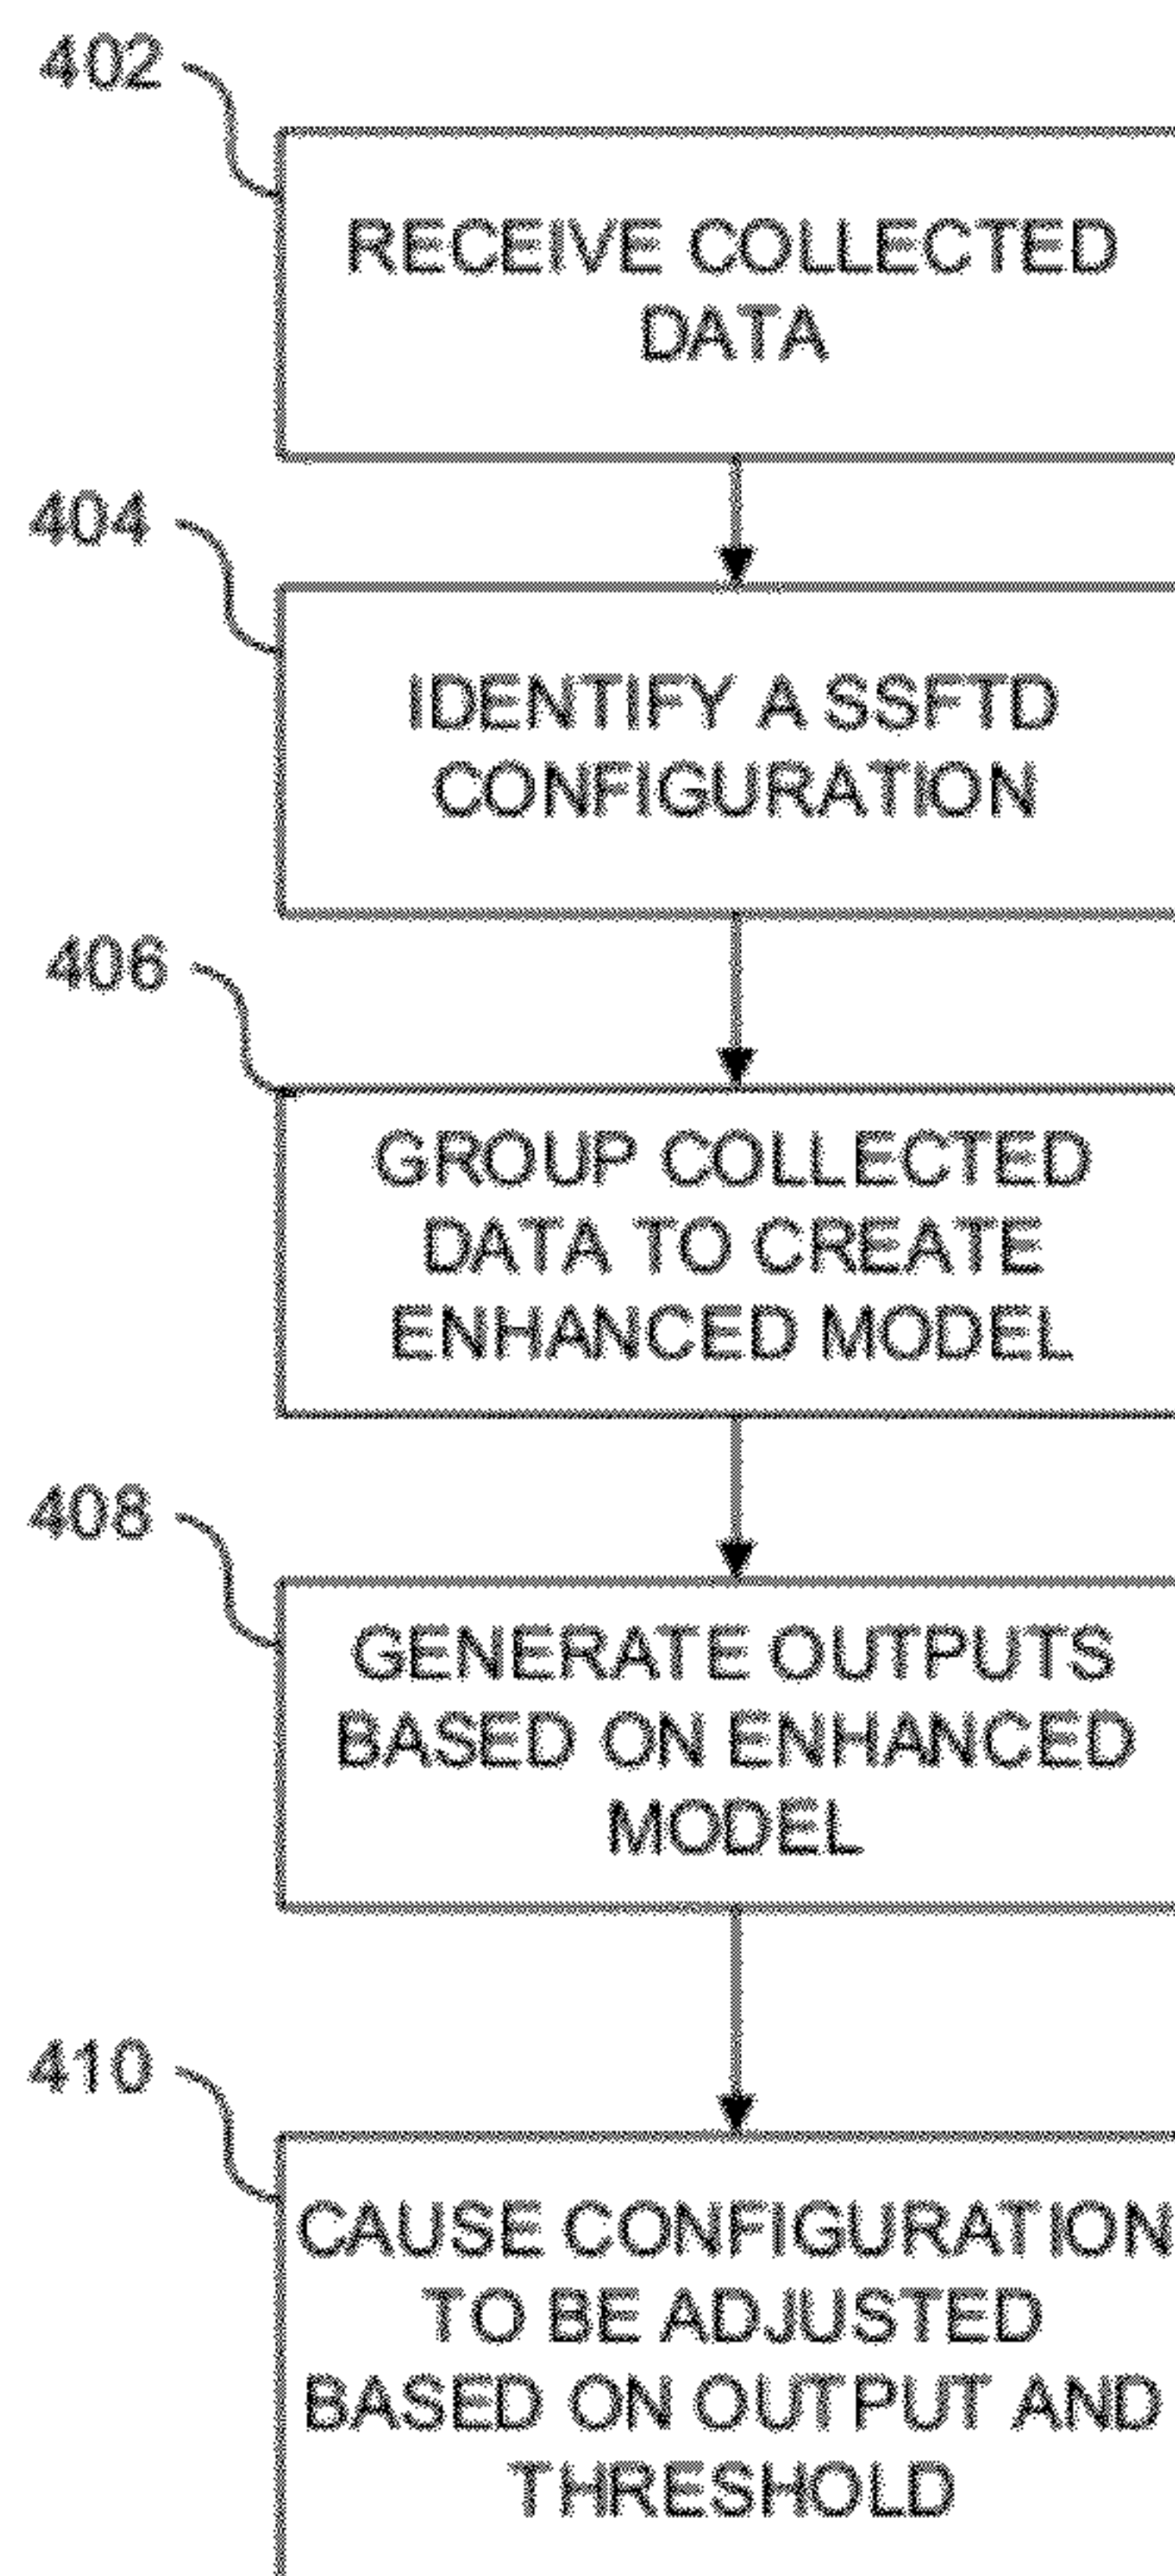 402
RECEIVE COLLECTED
DATA
404
IDENTIFY A SSFTD
CONFIGURATION
406
GROUP COLLECTED
DATA TO CREATE
ENHANCED MODEL
408
GENERATE OUTPUTS
BASED ON ENHANCED
MODEL
410
CAUSE CONFIGURATION
TO BE ADJUSTED
BASED ON OUTPUT AND
THRESHOLD